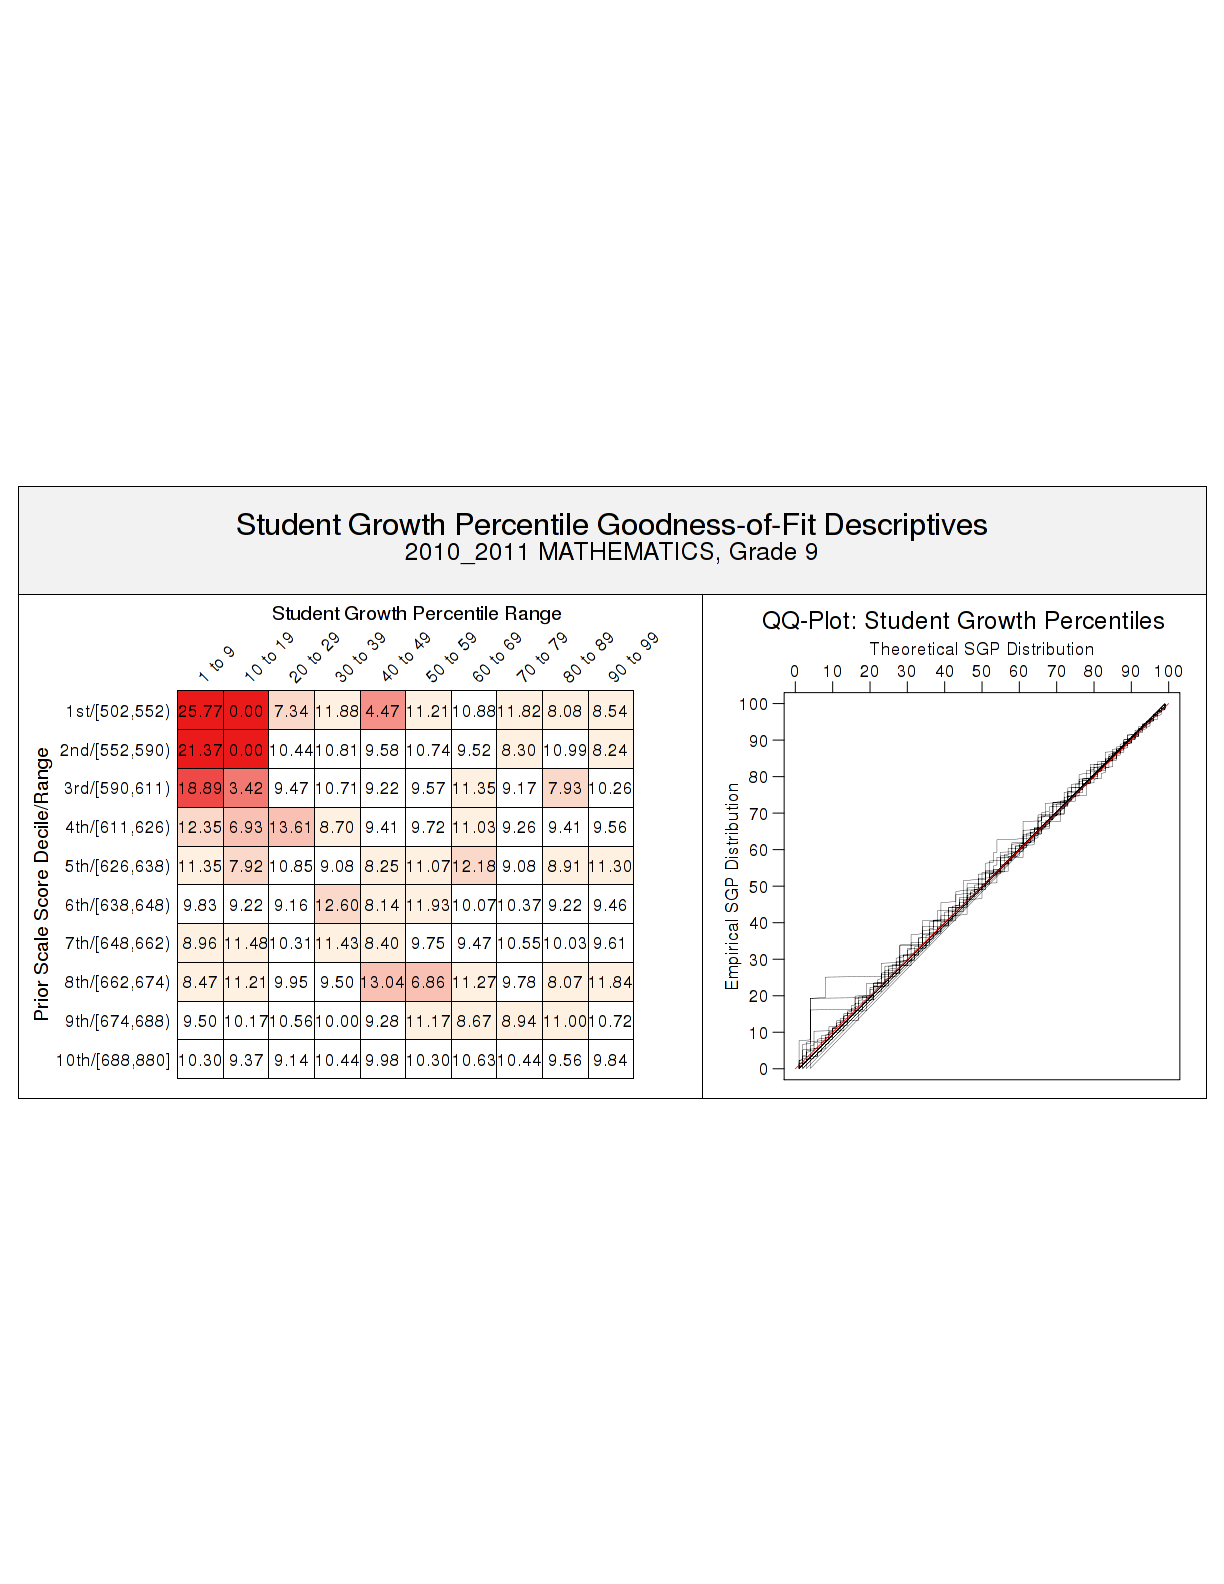 Student Growth Percentile Goodness-of-Fit Descriptives
2010_2011 MATHEMATICS, Grade 9
Student Growth Percentile Range
1 to 9 10 to 19 20 to 29 30 to 39 40 to 49 50 to 59 60 to 69 70 to 79 80 to 89 90 to 99
Prior Scale Score Decile/Range
1st/[502,552) 25.77 0.00 7.34 11.88 4.47 11.21 10.88 11.82 8.08 8.54
2nd/[552,590) 21.37 0.00 10.44 10.81 9.58 10.74 9.52 8.30 10.99 8.24
3rd/[590,611) 18.89 3.42 9.47 10.71 9.22 9.57 11.35 9.17 7.93 10.26
4th/[611,626) 12.35 6.93 13.61 8.70 9.41 9.72 11.03 9.26 9.41 9.56
5th/[626,638) 11.35 7.92 10.85 9.08 8.25 11.07 12.18 9.08 8.91 11.30
6th/[638,648) 9.83 9.22 9.16 12.60 8.14 11.93 10.07 10.37 9.22 9.46
7th/[648,662) 8.96 11.48 10.31 11.43 8.40 9.75 9.47 10.55 10.03 9.61
8th/[662,674) 8.47 11.21 9.95 9.50 13.04 6.86 11.27 9.78 8.07 11.84
9th/[674,688) 9.50 10.17 10.56 10.00 9.28 11.17 8.67 8.94 11.00 10.72
10th/[688,880] 10.30 9.37 9.14 10.44 9.98 10.30 10.63 10.44 9.56 9.84
QQ-Plot: Student Growth Percentiles
Theoretical SGP Distribution
0 10 20 30 40 50 60 70 80 90 100
Empirical SGP Distribution
100
90
80
70
60
50
40
30
20
10
0